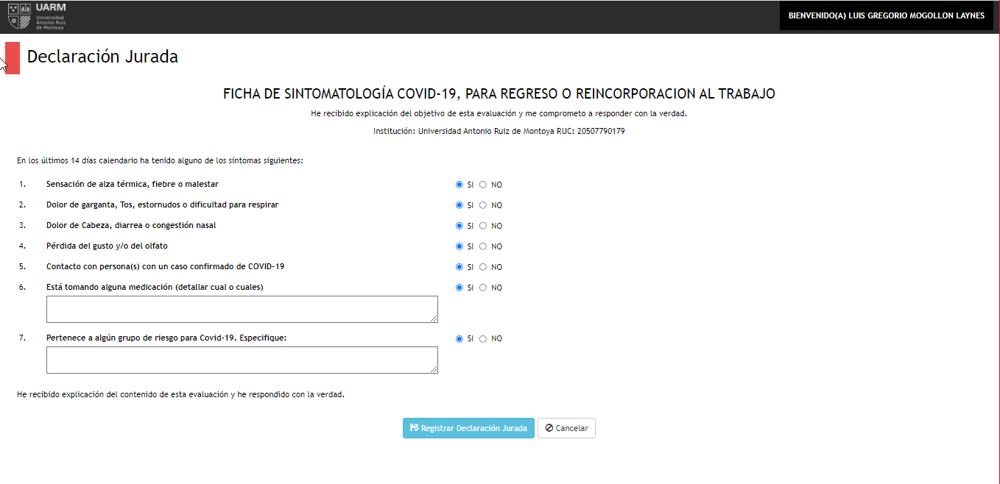 UARM
Universidad
Antonio Ruiz
de Montoya
BIENVENIDO(A) LUIS GREGORIO MOGOLLON LAYNES
Declaración Jurada
FICHA DE SINTOMATOLOGÍA COVID-19, PARA REGRESO O REINCORPORACION AL TRABAJO
He recibido explicación del objetivo de esta evaluación y me comprometo a responder con la verdad.
Institución: Universidad Antonio Ruiz de Montoya RUC: 20507790179
En los últimos 14 días calendario ha tenido alguno de los síntomas siguientes:
1. Sensación de alza térmica, fiebre o malestar SI NO
2. Dolor de garganta, Tos, estornudos o dificultad para respirar SI NO
3. Dolor de Cabeza, diarrea o congestión nasal SI NO
4. Pérdida del gusto y/o del olfato SI NO
5. Contacto con persona(s) con un caso confirmado de COVID-19 SI NO
6. Está tomando alguna medicación (detallar cual o cuales) SI NO
7. Pertenece a algún grupo de riesgo para Covid-19. Especifique: SI NO
He recibido explicación del contenido de esta evaluación y he respondido con la verdad.
Registrar Declaración Jurada Cancelar